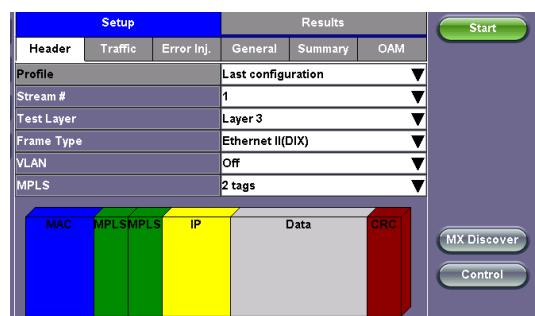 Setup Results
Header Traffic Error Inj. General Summary OAM
Profile Last configuration
Stream # 1
Test Layer Layer 3
Frame Type Ethernet II(DIX)
VLAN Off
MPLS 2 tags
MAC MPLS MPLS IP Data CRC
Start
MX Discover
Control